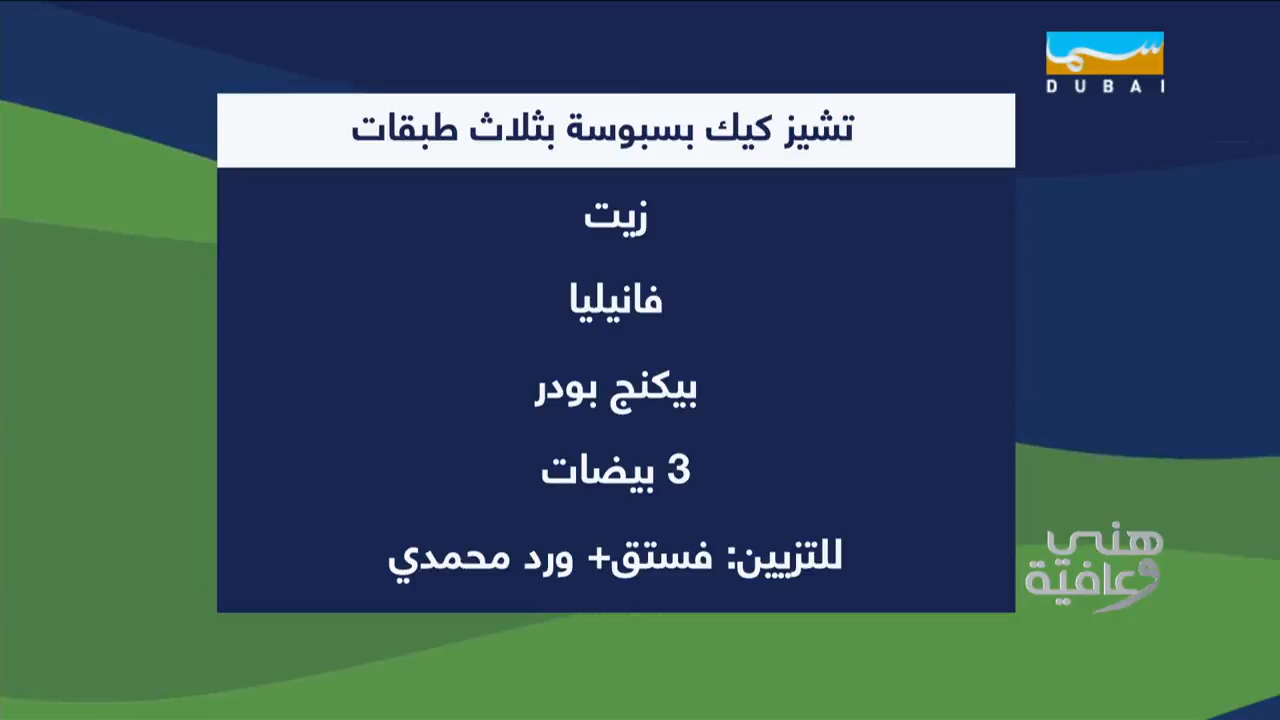 سما
DUBAI
تشيز كيك بسبوسة بثلاث طبقات
زيت
فانيليا
بيكنج بودر
3 بيضات
للتزيين: فستق+ ورد محمدي
هني
وعافية